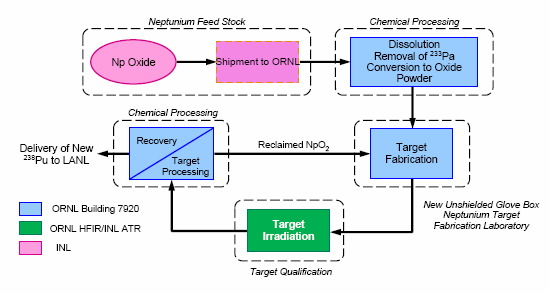 Neptunium Feed Stock
Chemical Processing
Np Oxide
Shipment to ORNL
Dissolution
Removal of ²³³Pa
Conversion to Oxide
Powder
Chemical Processing
Delivery of New
²³⁸Pu to LANL
Recovery
Target
Processing
Reclaimed NpO₂
Target
Fabrication
New Unshielded Glove Box
Neptunium Target
Fabrication Laboratory
ORNL Building 7920
ORNL HFIR/INL ATR
INL
Target
Irradiation
Target Qualification